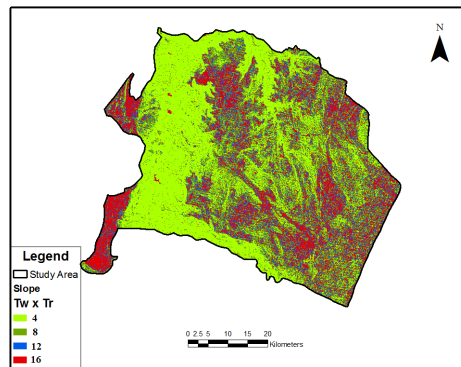 N
Legend
Study Area
Slope
Tw x Tr
4
8
12
16
0 2.5 5 10 15 20
Kilometers